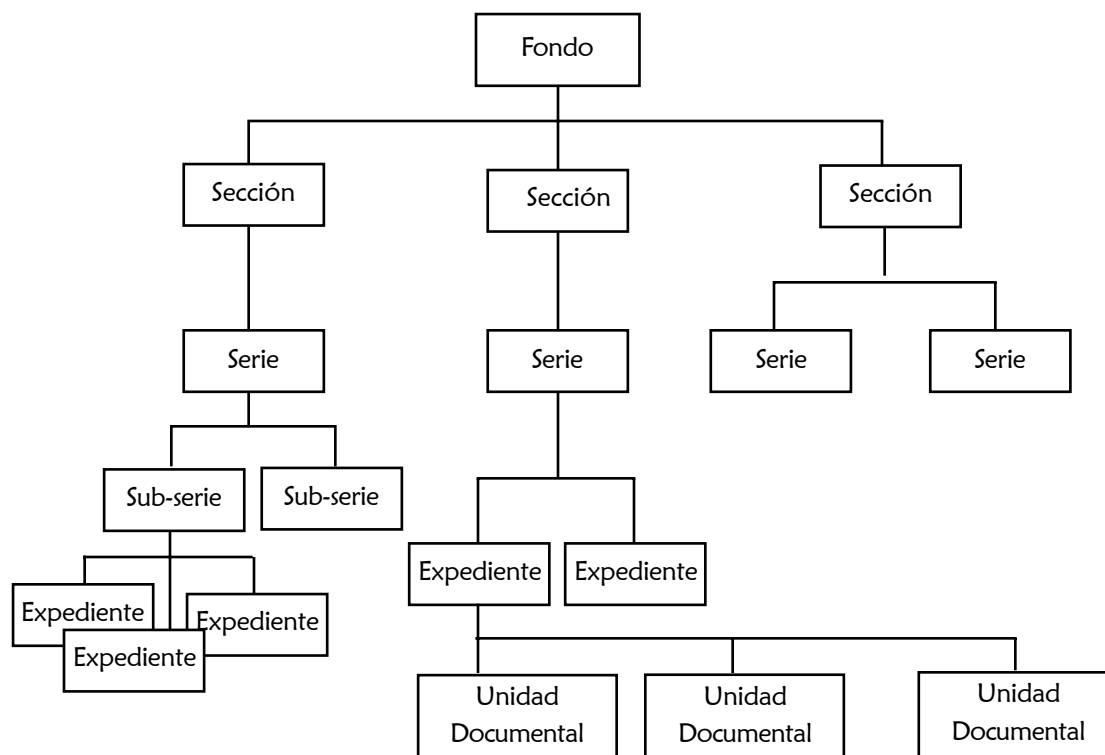 Fondo
Sección
Sección
Sección
Serie
Serie
Serie
Serie
Sub-serie
Sub-serie
Expediente
Expediente
Expediente
Expediente
Expediente
Unidad
Documental
Unidad
Documental
Unidad
Documental